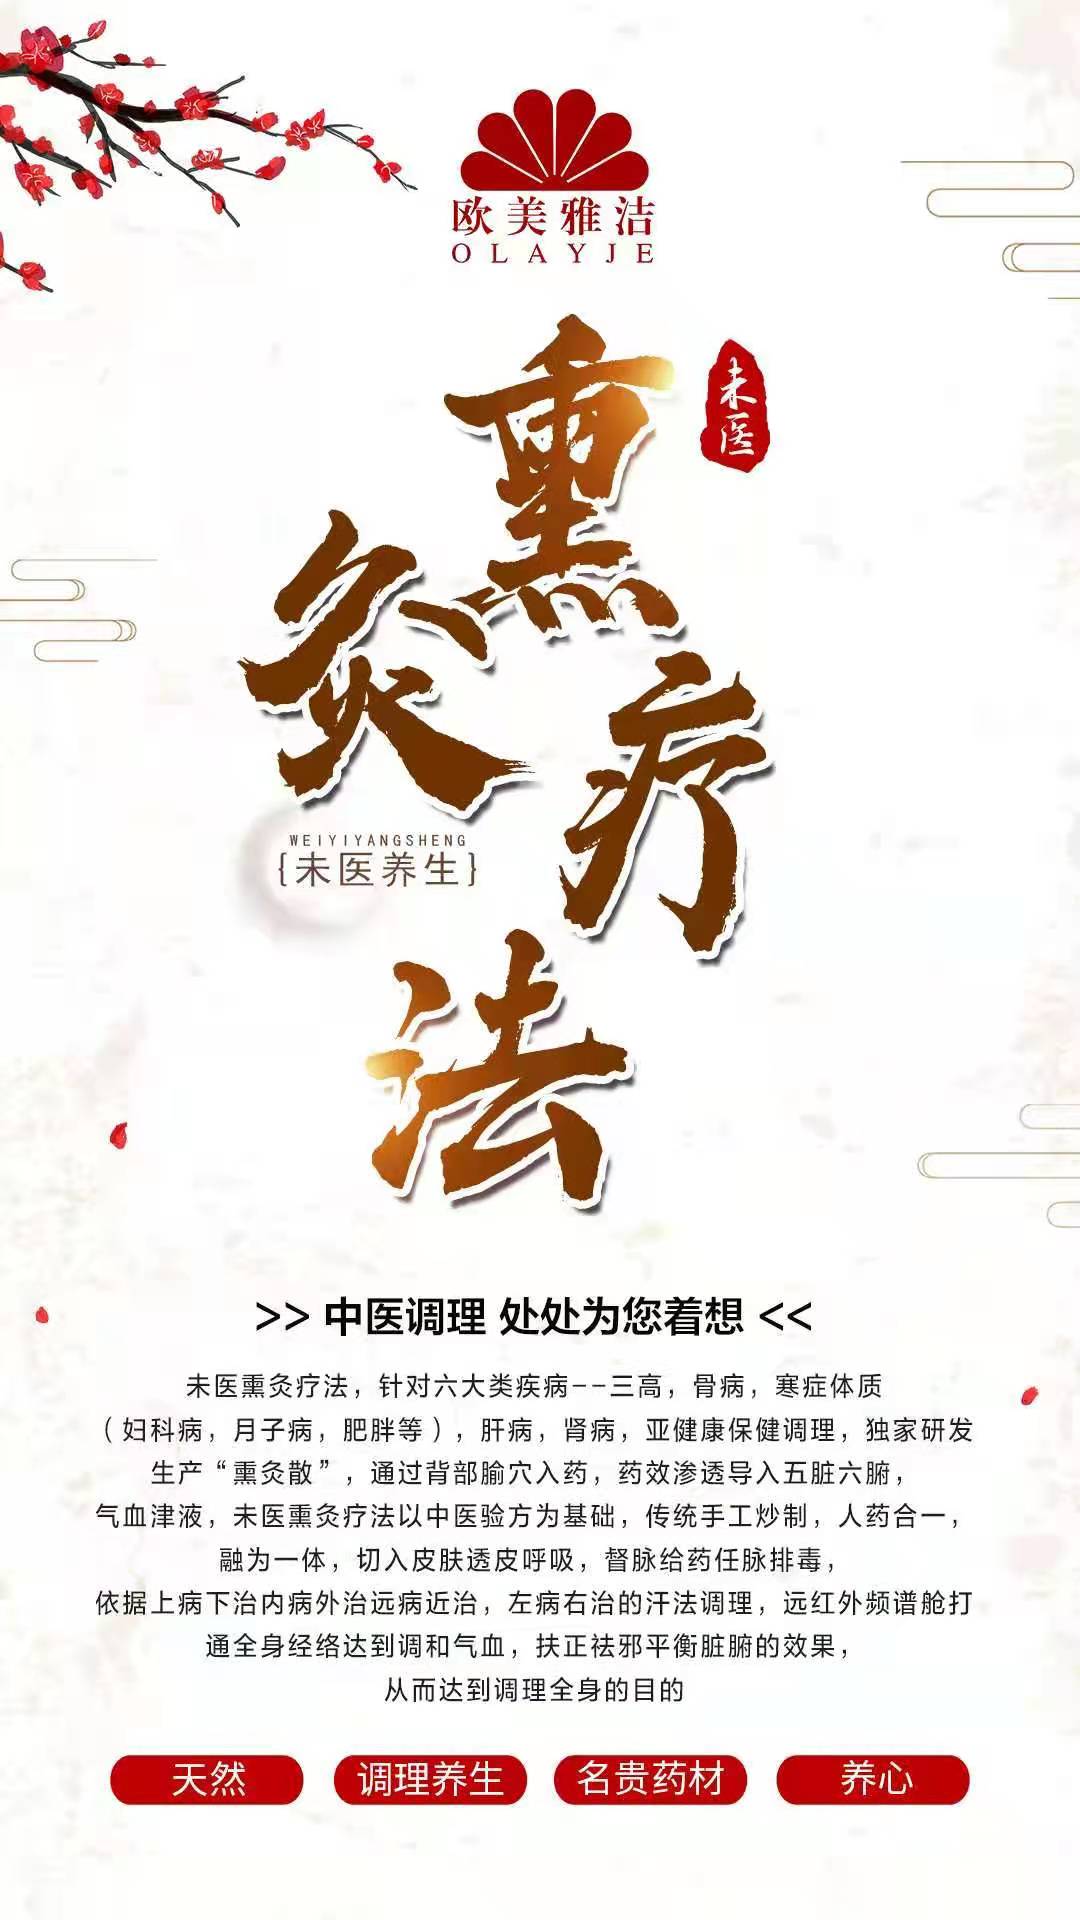 欧美雅洁
OLAYJE
熏灸疗法
未医
WEIYIYANGSHENG
{未医养生}
>> 中医调理 处处为您着想 <<
未医熏灸疗法，针对六大类疾病--三高，骨病，寒症体质
（妇科病，月子病，肥胖等），肝病，肾病，亚健康保健调理，独家研发
生产“熏灸散”，通过背部腧穴入药，药效渗透导入五脏六腑，
气血津液，未医熏灸疗法以中医验方为基础，传统手工炒制，人药合一，
融为一体，切入皮肤透皮呼吸，督脉给药任脉排毒，
依据上病下治内病外治远病近治，左病右治的汗法调理，远红外频谱舱打
通全身经络达到调和气血，扶正祛邪平衡脏腑的效果，
从而达到调理全身的目的
天然
调理养生
名贵药材
养心